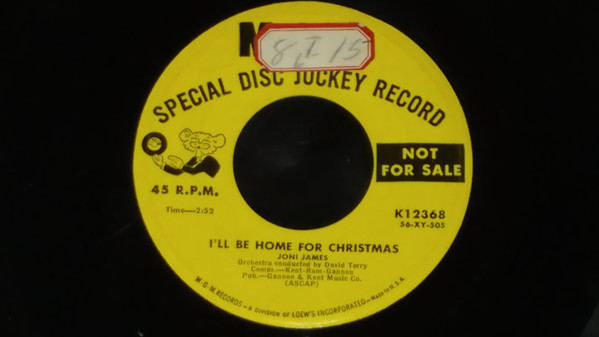 M
8 I 15
SPECIAL DISC JOCKEY RECORD
NOT
FOR SALE
45 R.P.M.
Time—2:52
K12368
56-XY-505
I'LL BE HOME FOR CHRISTMAS
JONI JAMES
Orchestra conducted by David Terry
Comps.—Kent-Ram-Gannon
Pub.—Gannon & Kent Music Co.
(ASCAP)
M-G-M RECORDS—A DIVISION OF LOEW'S INCORPORATED—Made in U.S.A.